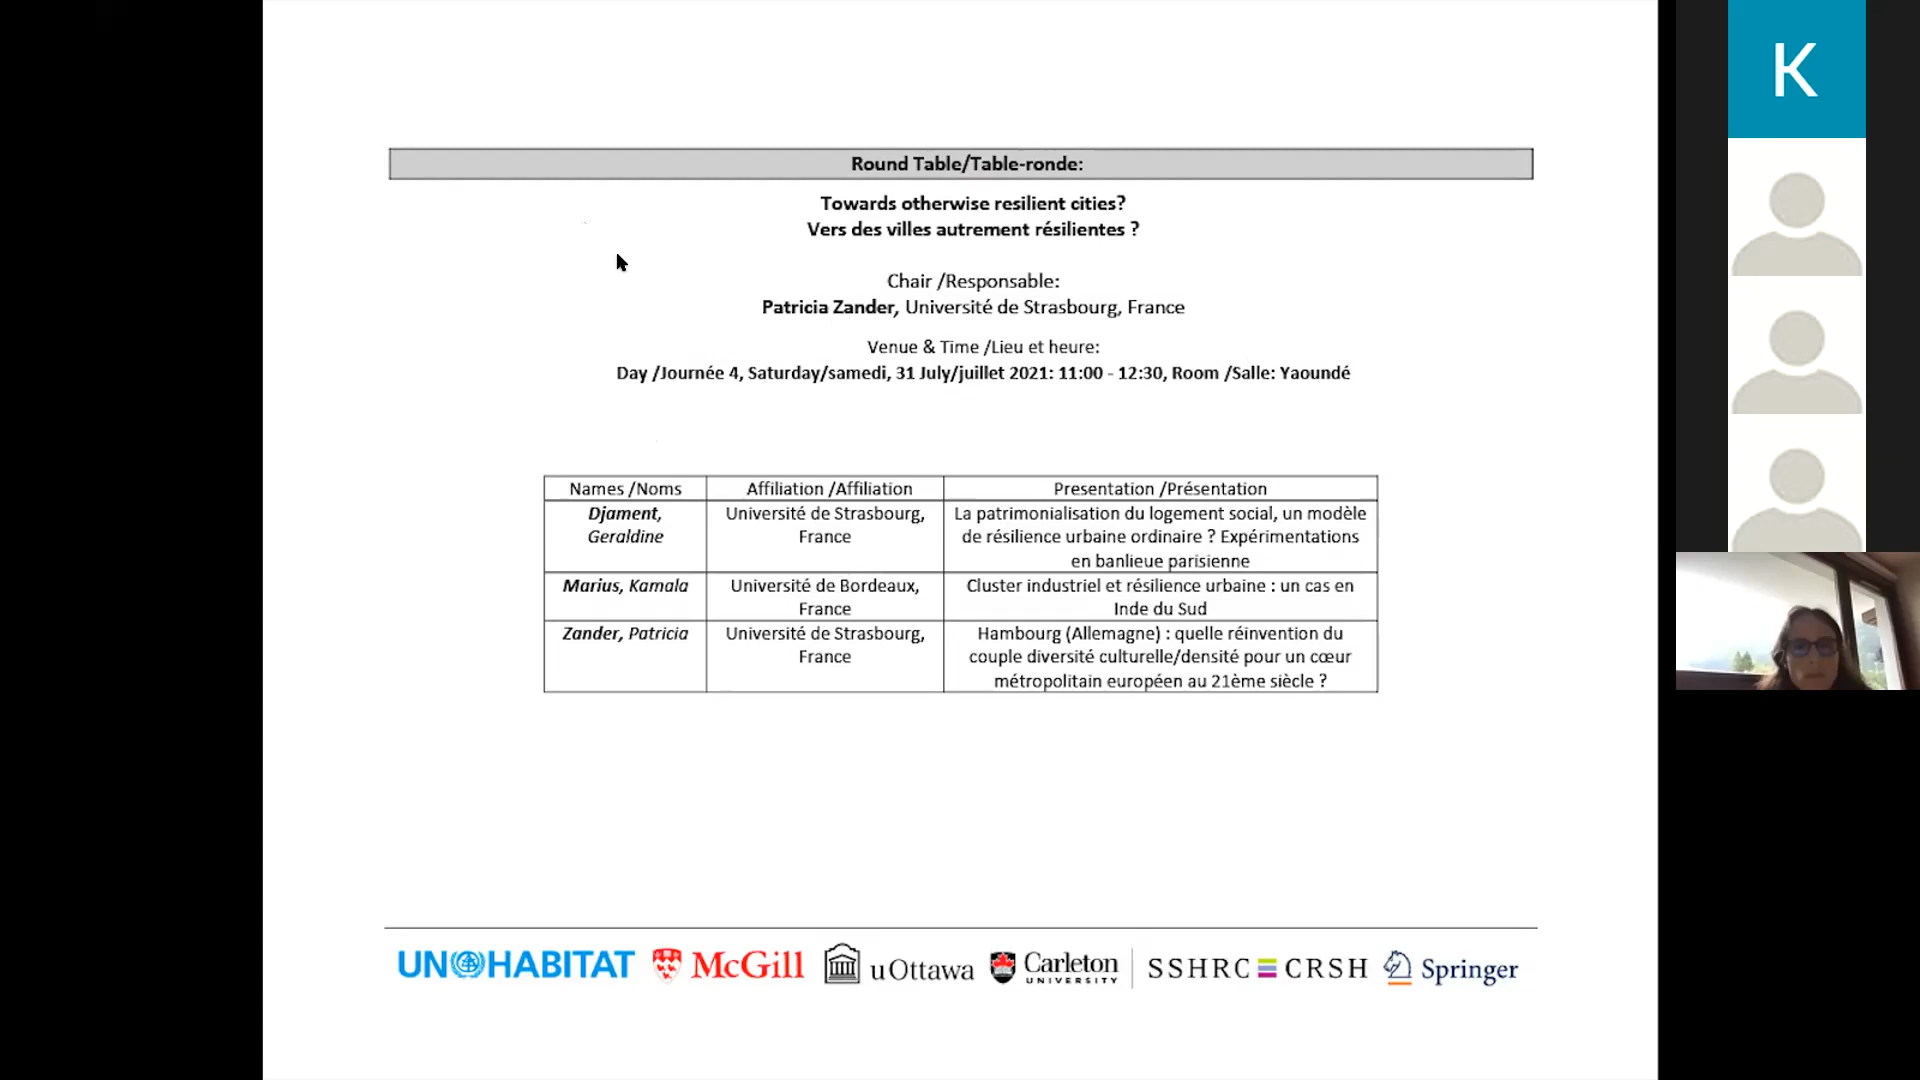 K
Round Table/Table-ronde:
Towards otherwise resilient cities?
Vers des villes autrement résilientes ?
Chair /Responsable:
Patricia Zander, Université de Strasbourg, France
Venue & Time /Lieu et heure:
Day /Journée 4, Saturday/samedi, 31 July/juillet 2021: 11:00 - 12:30, Room /Salle: Yaoundé
Names /Noms
Affiliation /Affiliation
Presentation /Présentation
Djament,
Geraldine
Université de Strasbourg,
France
La patrimonialisation du logement social, un modèle
de résilience urbaine ordinaire ? Expérimentations
en banlieue parisienne
Marius, Kamala
Université de Bordeaux,
France
Cluster industriel et résilience urbaine : un cas en
Inde du Sud
Zander, Patricia
Université de Strasbourg,
France
Hambourg (Allemagne) : quelle réinvention du
couple diversité culturelle/densité pour un cœur
métropolitain européen au 21ème siècle ?
UN HABITAT
McGill
uOttawa
Carleton
UNIVERSITY
SSHRC CRSH
Springer